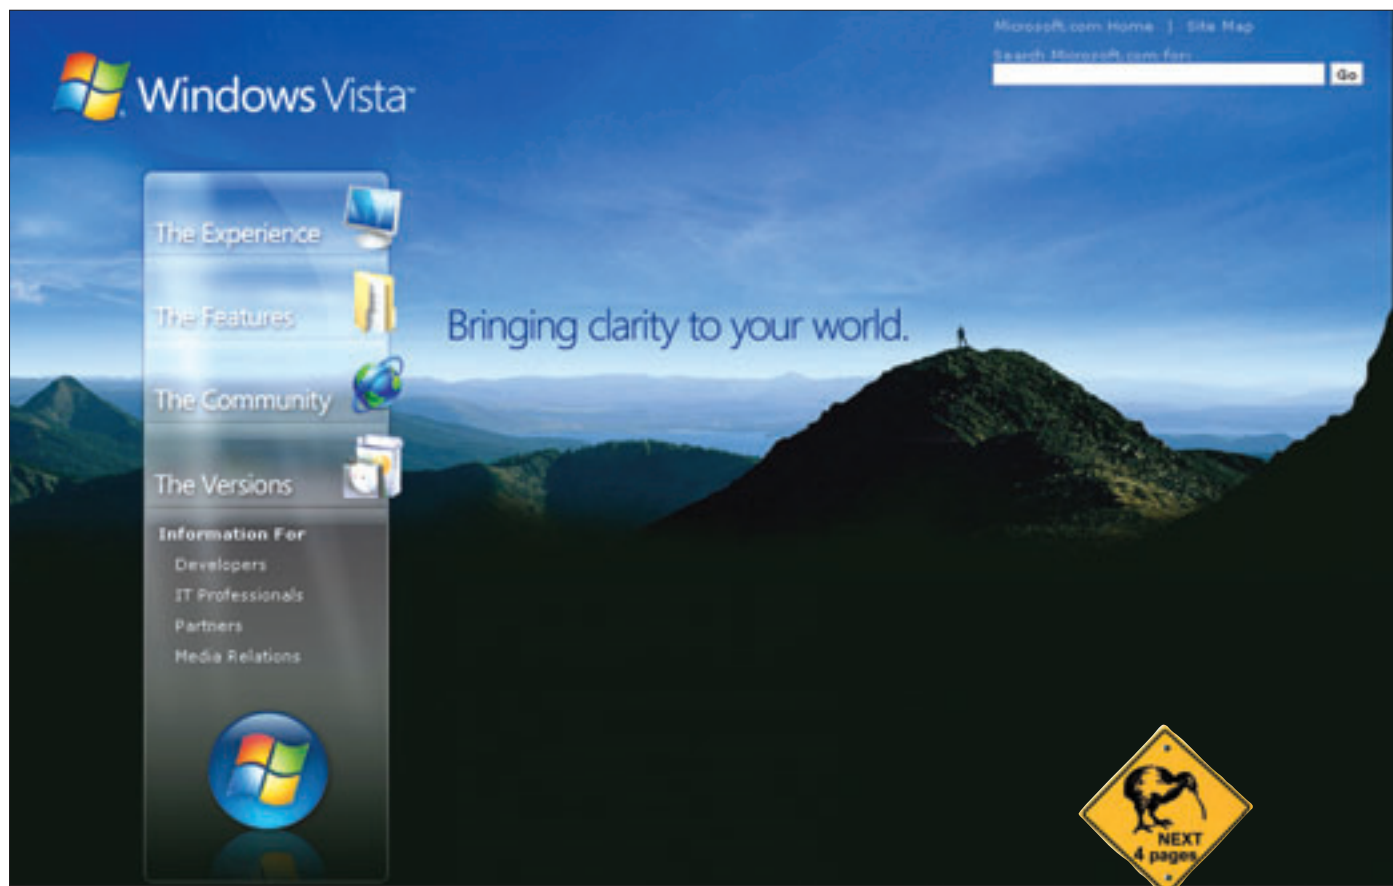 Microsoft.com Home | Site Map
Search Microsoft.com for:
Go
Windows Vista™
The Experience
The Features
Bringing clarity to your world.
The Community
The Versions
Information For
Developers
IT Professionals
Partners
Media Relations
NEXT
4 pages